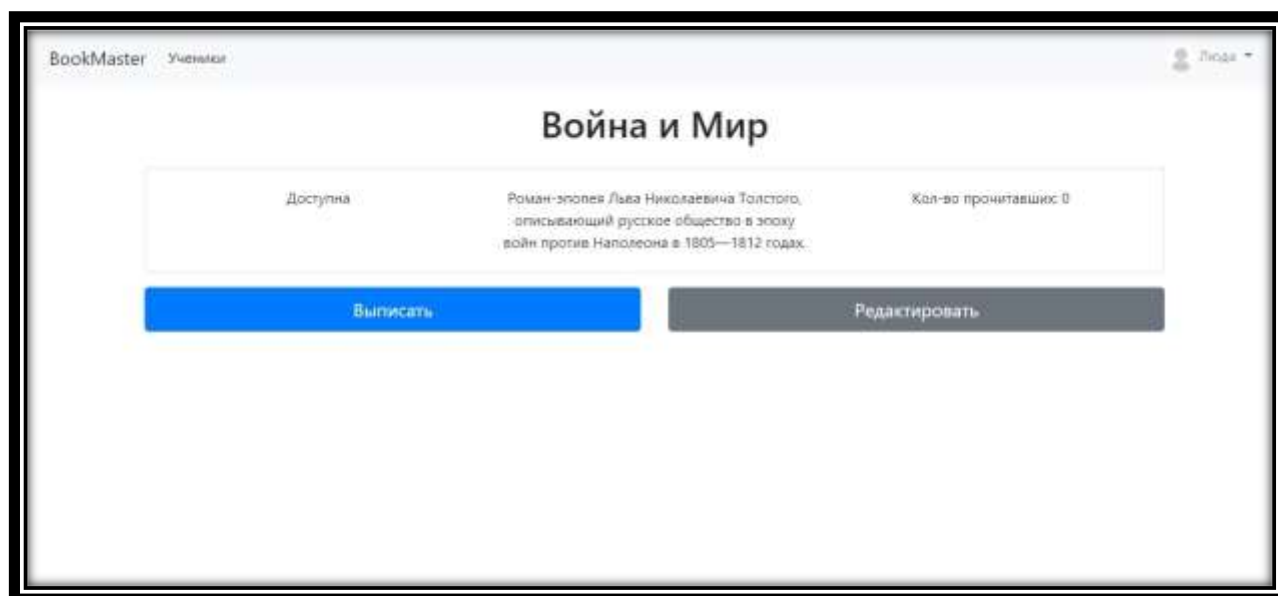 BookMaster Ученики
Люда
Война и Мир
Доступна
Роман-эпопея Льва Николаевича Толстого,
описывающий русское общество в эпоху
войн против Наполеона в 1805—1812 годах.
Кол-во прочитавших: 0
Выписать
Редактировать